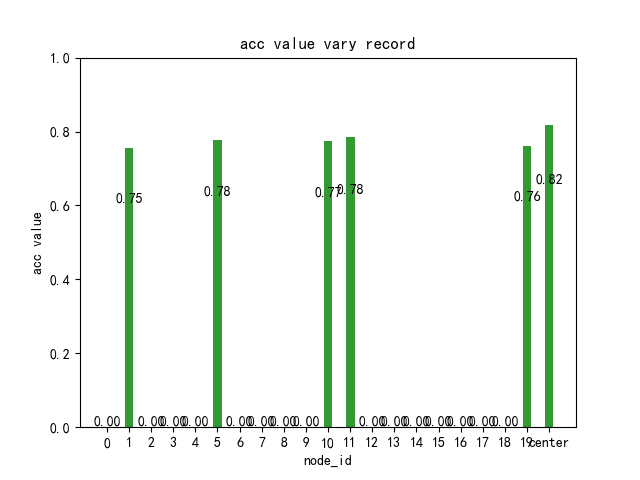 acc value vary record
acc value
1.0
0.8
0.6
0.4
0.2
0.0
0.00 0.75 0.00 0.00 0.00 0.78 0.00 0.00 0.00 0.00 0.77 0.78 0.00 0.00 0.00 0.00 0.00 0.00 0.00 0.76 0.82
0 1 2 3 4 5 6 7 8 9 10 11 12 13 14 15 16 17 18 19 center
node_id